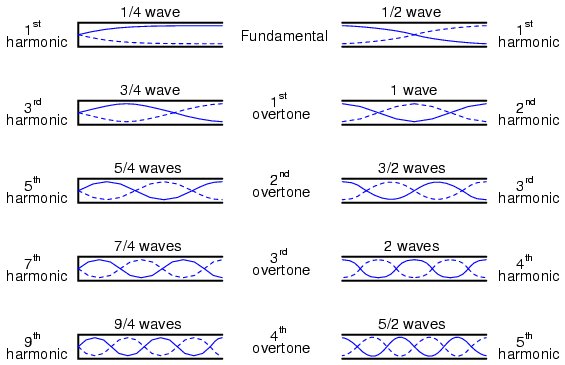 1/4 wave 1/2 wave
1st harmonic Fundamental 1st harmonic
3/4 wave 1 wave
3rd harmonic 1st overtone 2nd harmonic
5/4 waves 3/2 waves
5th harmonic 2nd overtone 3rd harmonic
7/4 waves 2 waves
7th harmonic 3rd overtone 4th harmonic
9/4 waves 5/2 waves
9th harmonic 4th overtone 5th harmonic